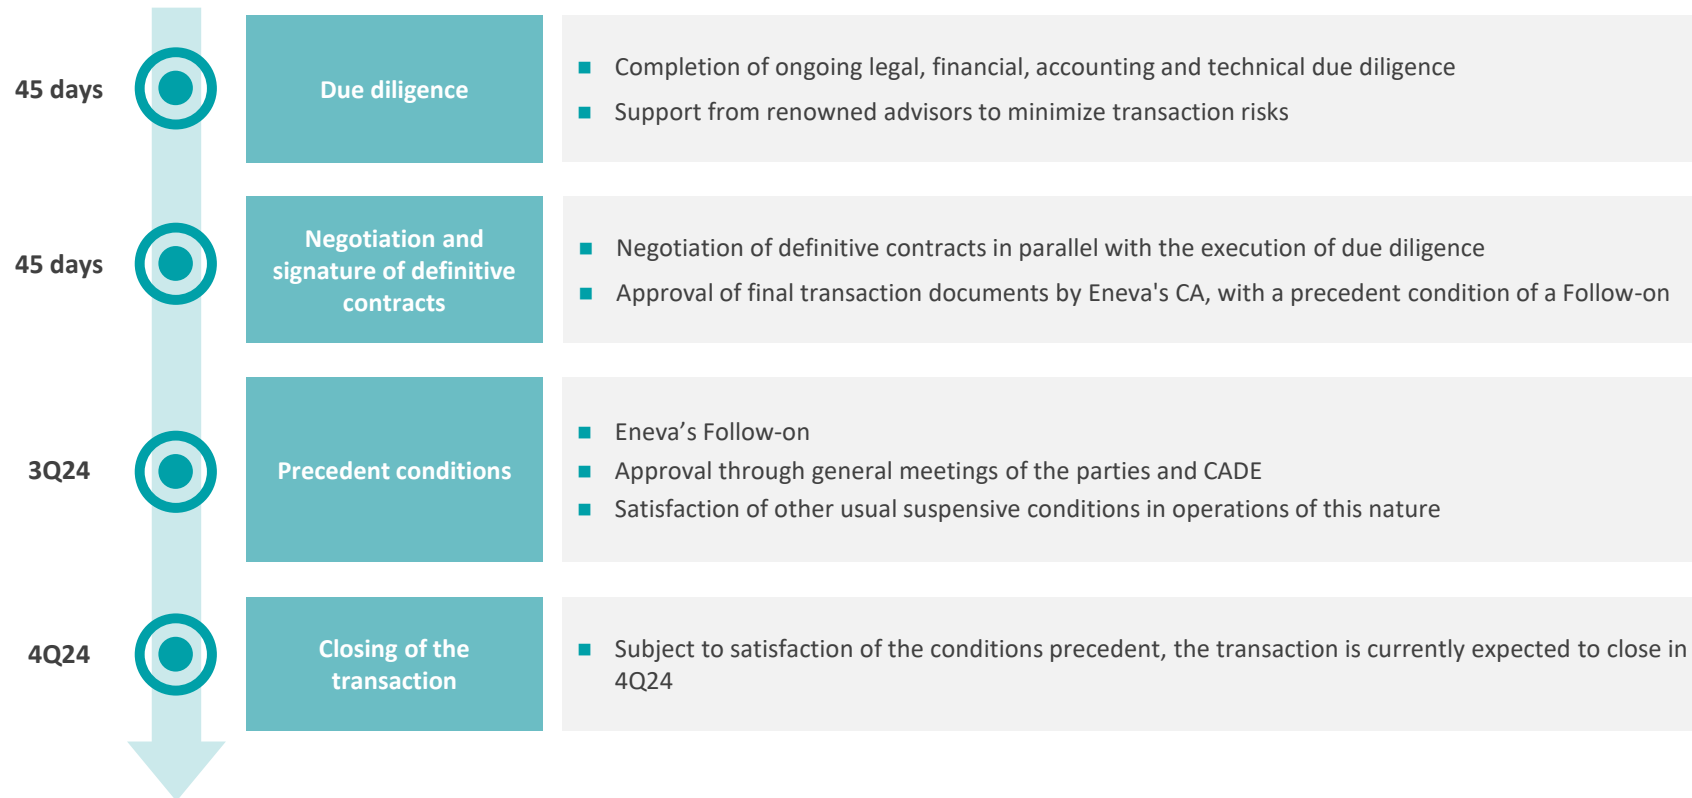 45 days
Due diligence
■ Completion of ongoing legal, financial, accounting and technical due diligence
■ Support from renowned advisors to minimize transaction risks
45 days
Negotiation and
signature of definitive
contracts
■ Negotiation of definitive contracts in parallel with the execution of due diligence
■ Approval of final transaction documents by Eneva's CA, with a precedent condition of a Follow-on
3Q24
Precedent conditions
■ Eneva’s Follow-on
■ Approval through general meetings of the parties and CADE
■ Satisfaction of other usual suspensive conditions in operations of this nature
4Q24
Closing of the
transaction
■ Subject to satisfaction of the conditions precedent, the transaction is currently expected to close in
4Q24